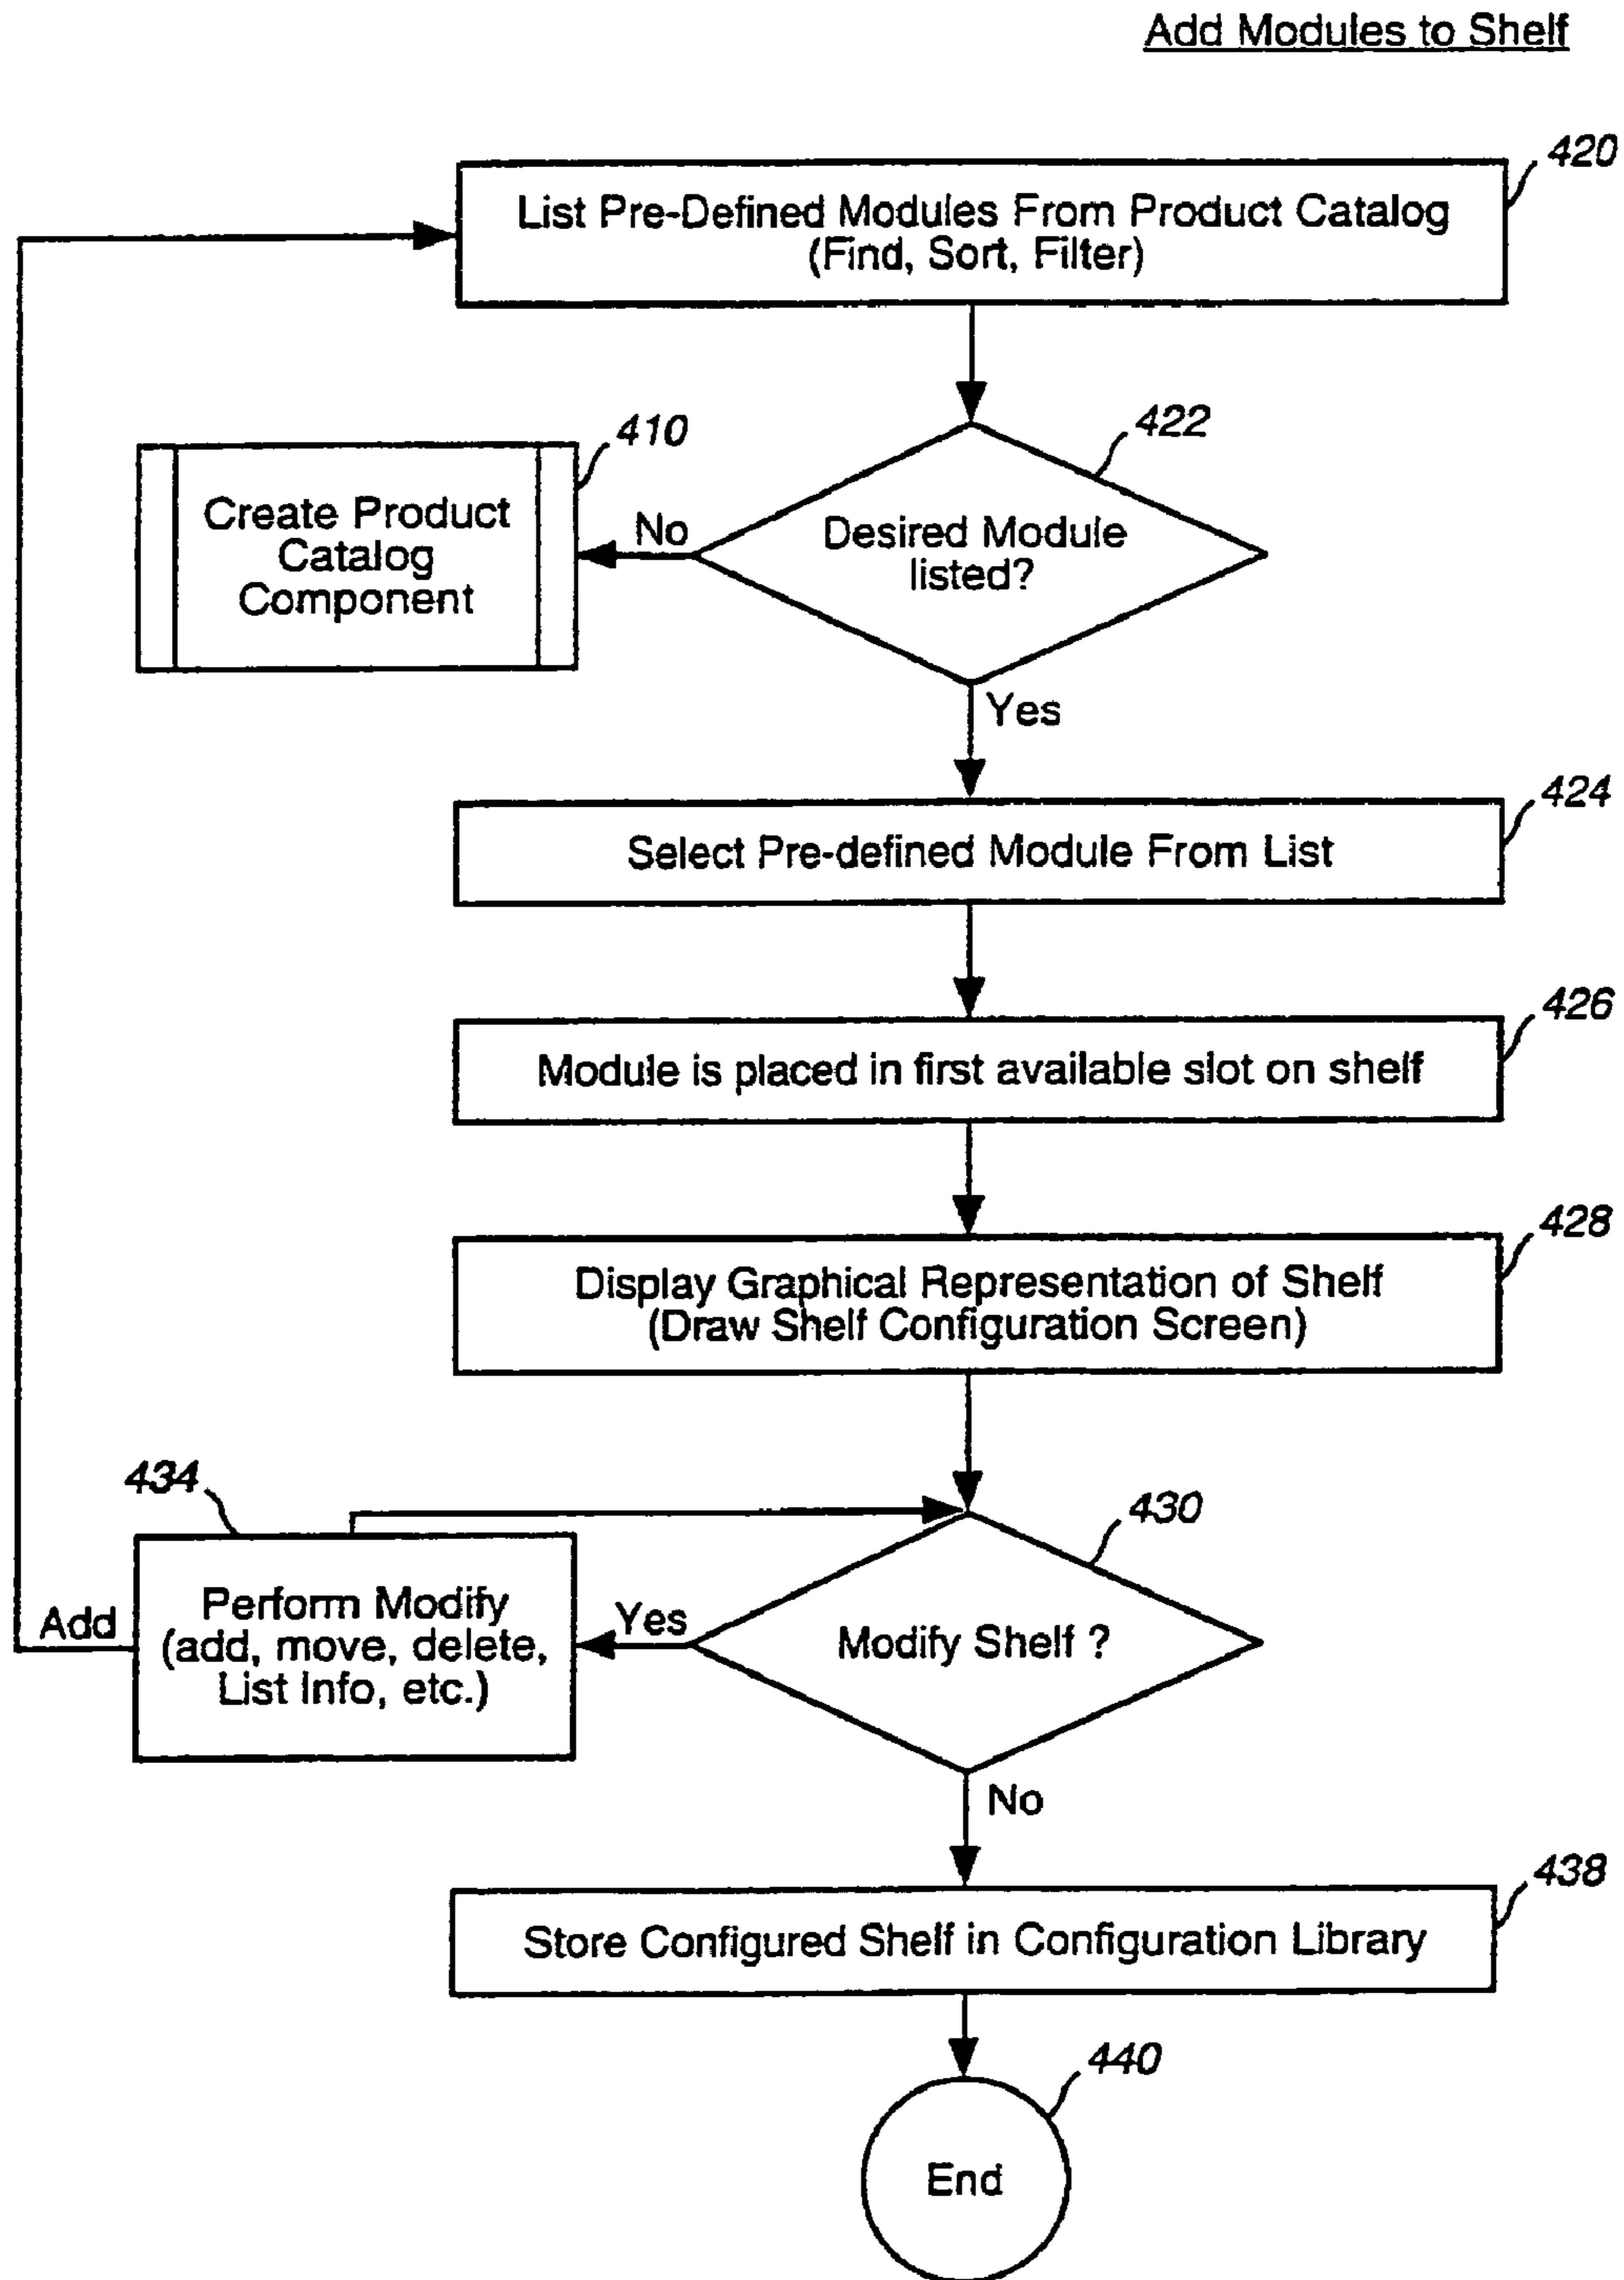 Add Modules to Shelf
420
List Pre-Defined Modules From Product Catalog
(Find, Sort, Filter)
410
422
Create Product
Catalog
Component
No
Desired Module
listed?
Yes
424
Select Pre-defined Module From List
426
Module is placed in first available slot on shelf
428
Display Graphical Representation of Shelf
(Draw Shelf Configuration Screen)
434
430
Add
Perform Modify
(add, move, delete,
List Info, etc.)
Yes
Modify Shelf ?
No
438
Store Configured Shelf in Configuration Library
440
End